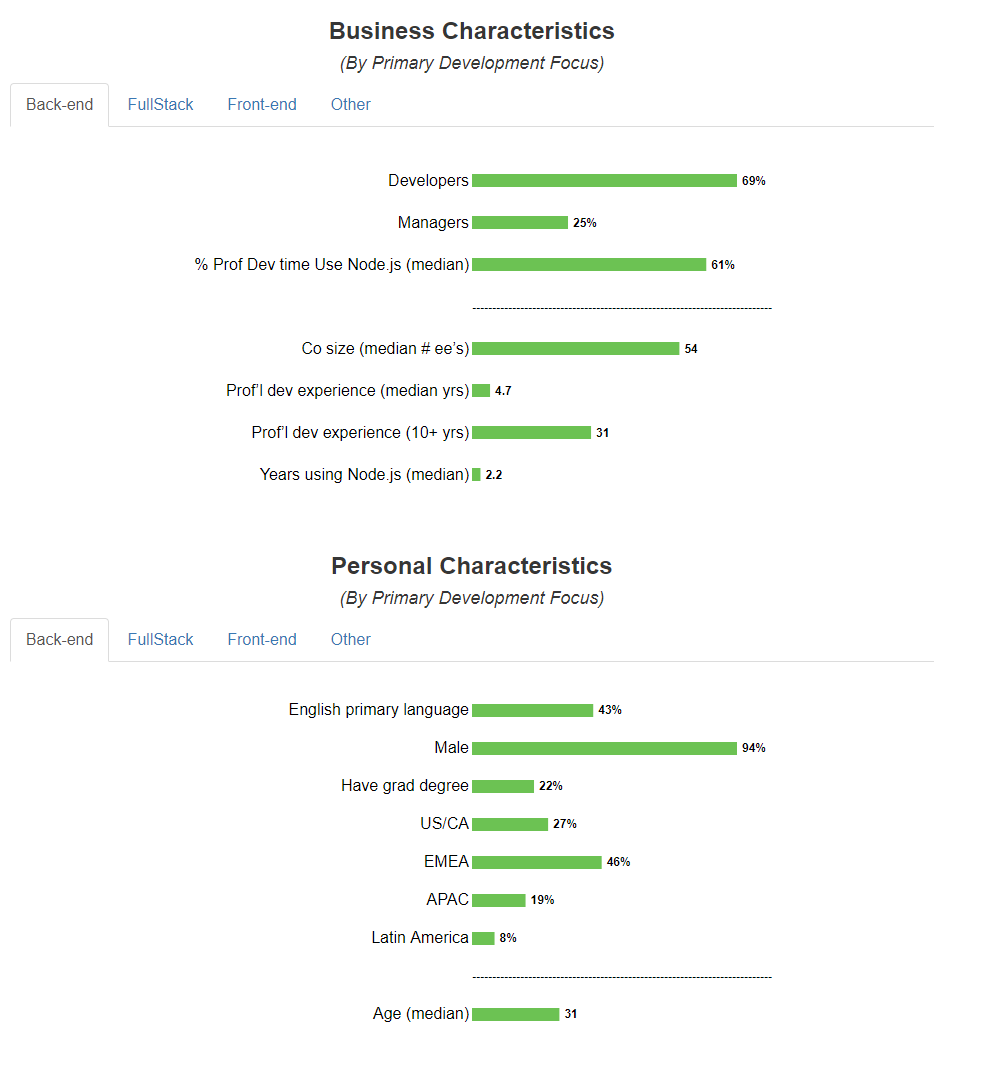 Business Characteristics
(By Primary Development Focus)
Back-end FullStack Front-end Other
Developers 69%
Managers 25%
% Prof Dev time Use Node.js (median) 61%
---------------------------------------------------------------------------
Co size (median # ee’s) 54
Prof’l dev experience (median yrs) 4.7
Prof’l dev experience (10+ yrs) 31
Years using Node.js (median) 2.2
Personal Characteristics
(By Primary Development Focus)
Back-end FullStack Front-end Other
English primary language 43%
Male 94%
Have grad degree 22%
US/CA 27%
EMEA 46%
APAC 19%
Latin America 8%
---------------------------------------------------------------------------
Age (median) 31